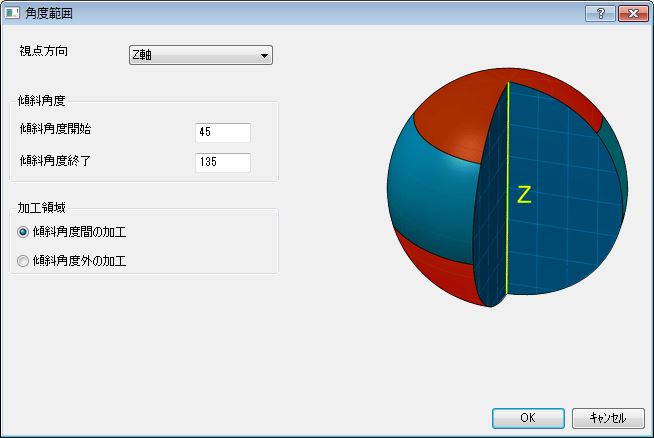 角度範囲
視点方向
Z軸
傾斜角度
傾斜角度開始
45
傾斜角度終了
135
加工領域
傾斜角度間の加工
傾斜角度外の加工
Z
OK
ｷｬﾝｾﾙ